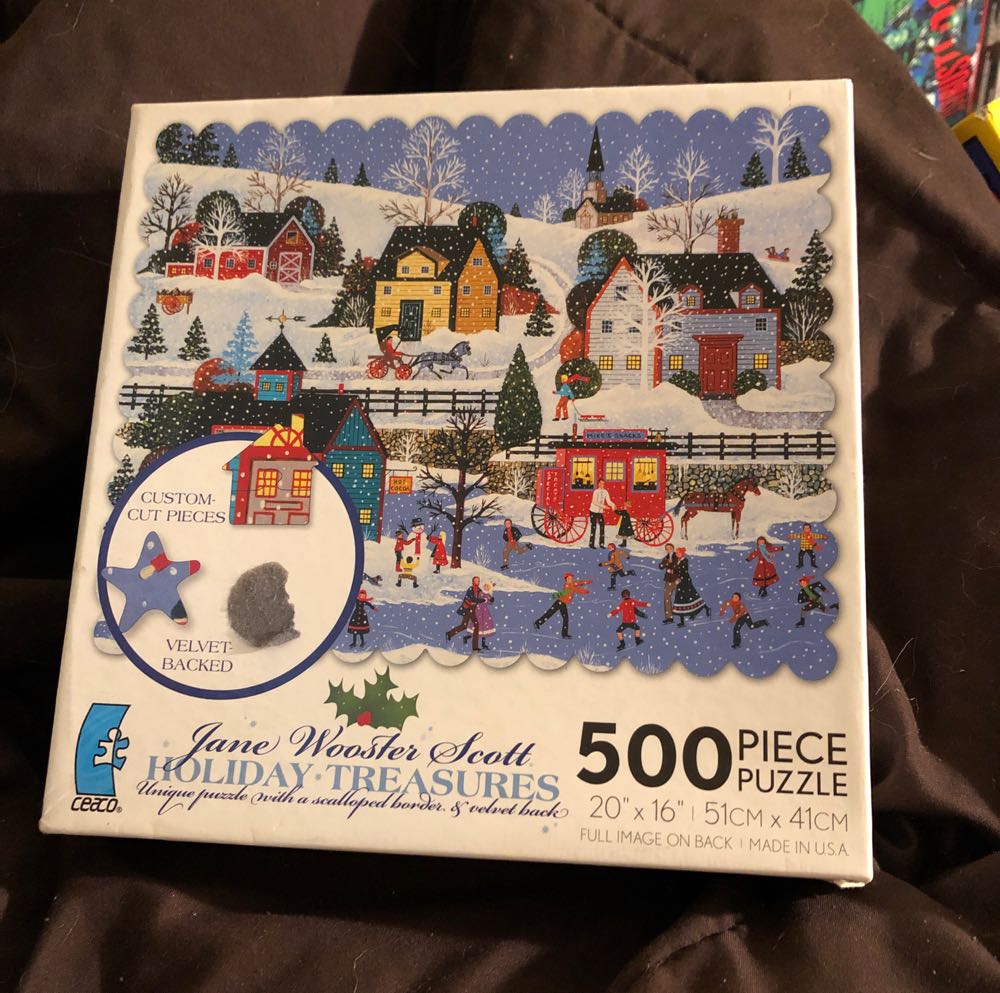 MIKE'S SNACKS
HOT
COCOA
CUSTOM-
CUT PIECES
VELVET-
BACKED
ceaco®
Jane Wooster Scott
HOLIDAY·TREASURES
Unique puzzle with a scalloped border & velvet back
500 PIECE
PUZZLE
20" x 16" | 51CM x 41CM
FULL IMAGE ON BACK | MADE IN U.S.A